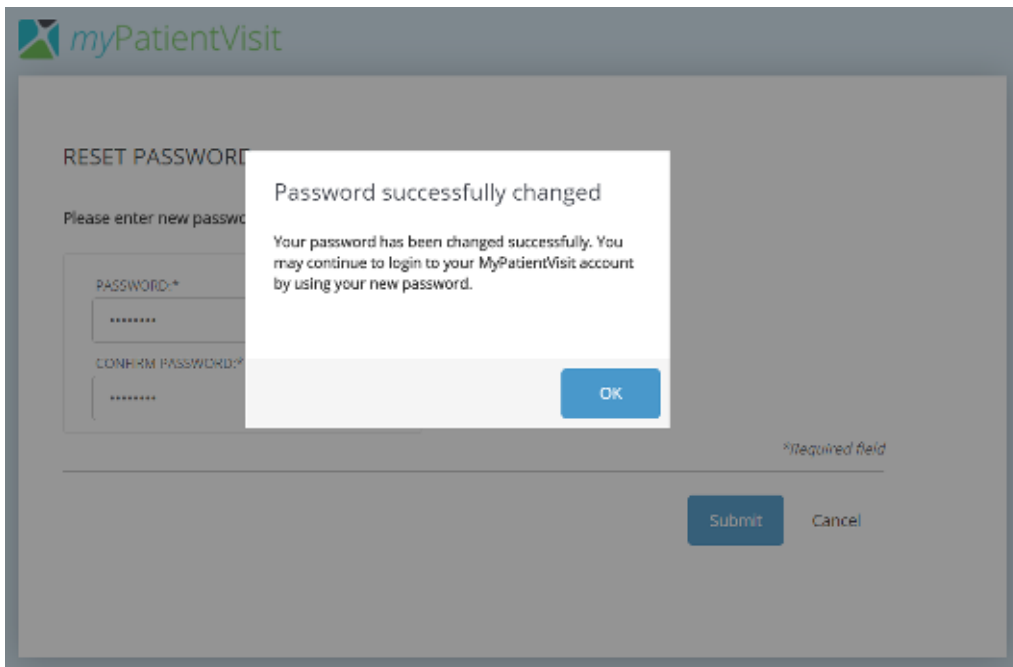 myPatientVisit
RESET PASSWORD
Please enter new passwo
PASSWORD:*
••••••••
CONFIRM PASSWORD:*
••••••••
Password successfully changed
Your password has been changed successfully. You
may continue to login to your MyPatientVisit account
by using your new password.
OK
*Required field
Submit Cancel